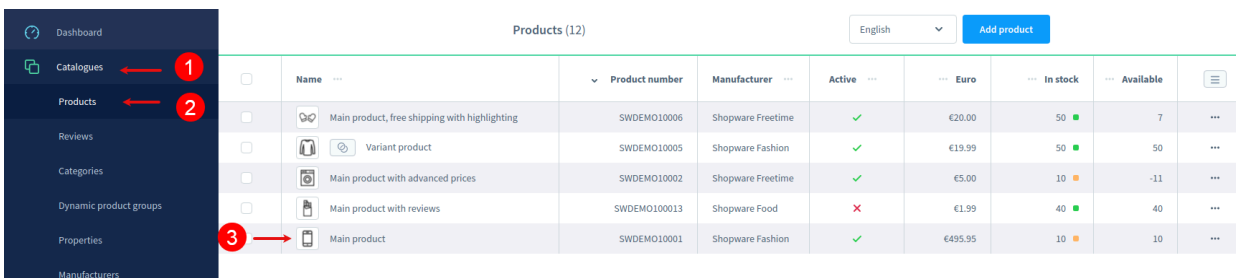 Dashboard
Catalogues
1
Products
2
Reviews
Categories
Dynamic product groups
Properties
Manufacturers
Products (12)
English
Add product
Name
Product number
Manufacturer
Active
Euro
In stock
Available
Main product, free shipping with highlighting SWDEMO10006 Shopware Freetime €20.00 50 7
Variant product SWDEMO10005 Shopware Fashion €19.99 50 50
Main product with advanced prices SWDEMO10002 Shopware Freetime €5.00 10 -11
Main product with reviews SWDEMO100013 Shopware Food €1.99 40 40
3 Main product SWDEMO10001 Shopware Fashion €495.95 10 10